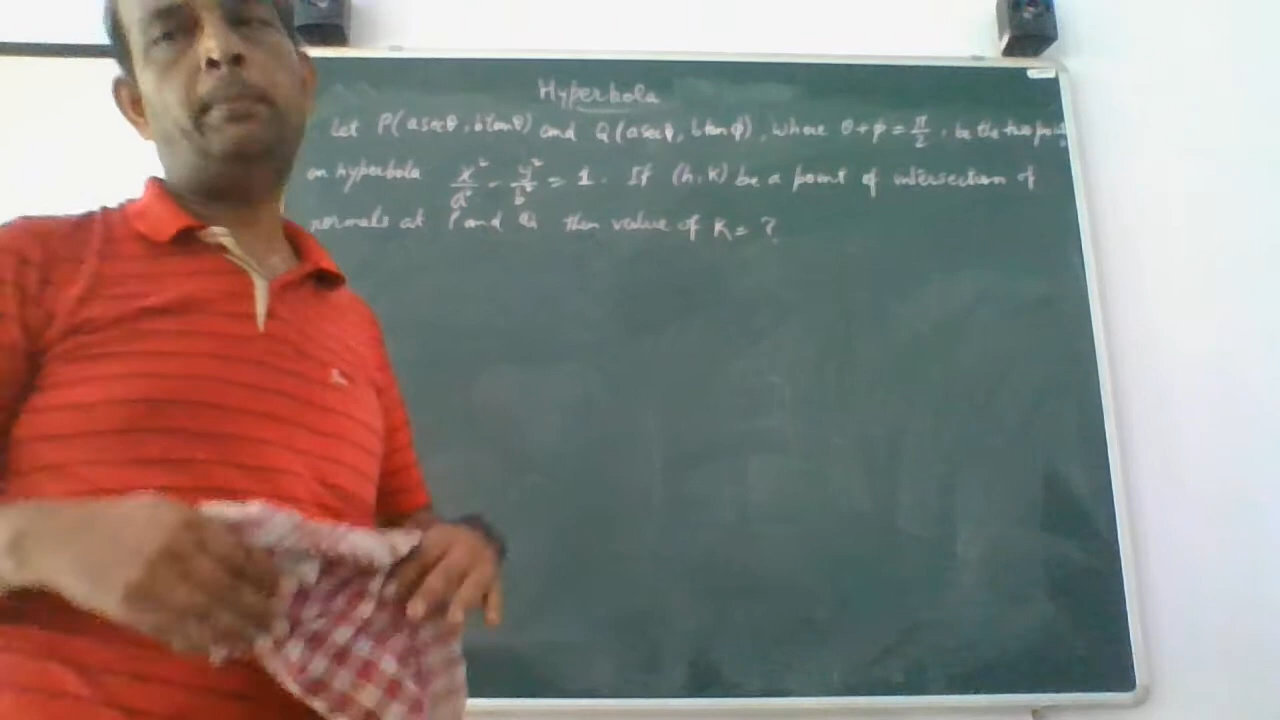 Hyperbola
Let P(a secθ, b tanθ) and Q(a secϕ, b tanϕ), where θ+ϕ=π/2, be the two points
on hyperbola x²/a² - y²/b² = 1. If (h, k) be a point of intersection of
normals at P and Q then value of K= ?